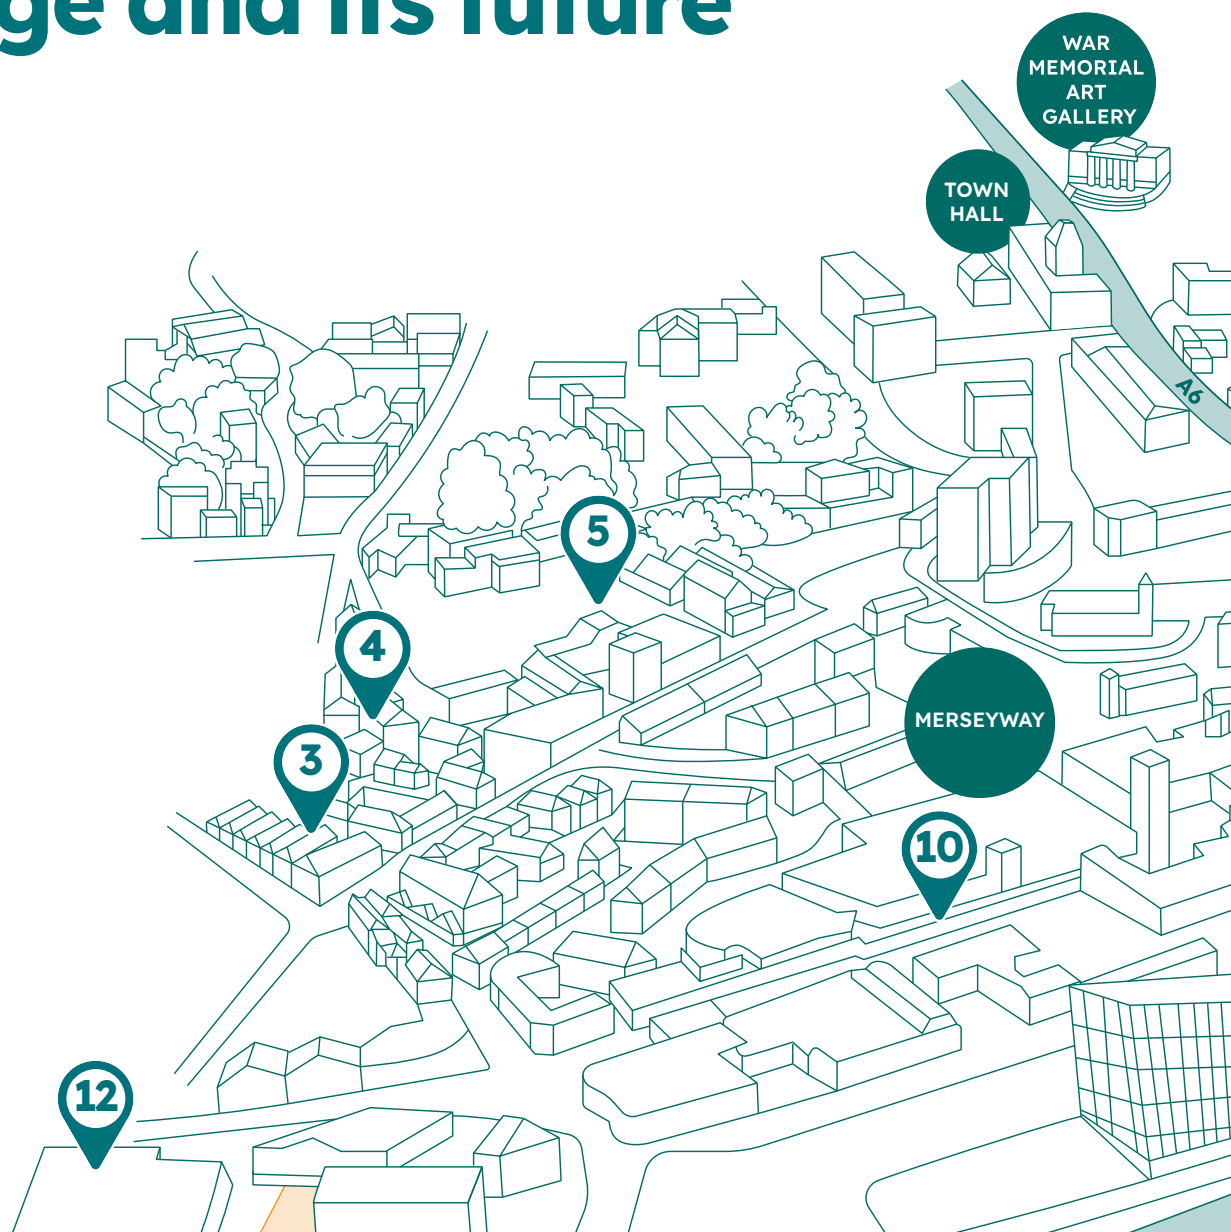 ge and its future
WAR
MEMORIAL
ART
GALLERY
TOWN
HALL
A6
5
4
3
MERSEYWAY
10
12